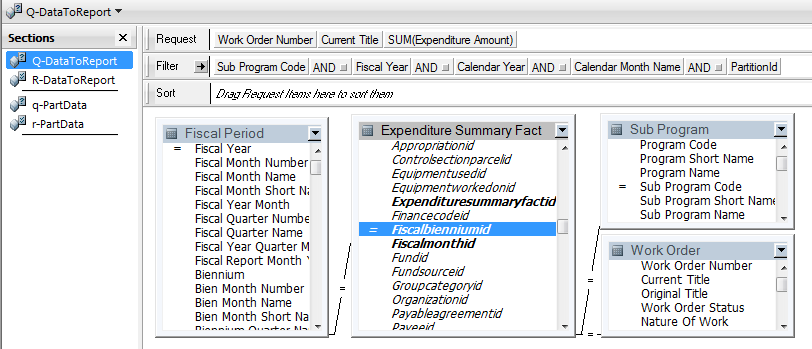 Q-DataToReport
Sections
Q-DataToReport
R-DataToReport
q-PartData
r-PartData
Request Work Order Number Current Title SUM(Expenditure Amount)
Filter Sub Program Code AND Fiscal Year AND Calendar Year AND Calendar Month Name AND PartitionId
Sort Drag Request Items here to sort them
Fiscal Period
= Fiscal Year
Fiscal Month Number
Fiscal Month Name
Fiscal Month Short Na
Fiscal Year Month
Fiscal Quarter Numbe
Fiscal Quarter Name
Fiscal Year Quarter M
Fiscal Report Month Y
Biennium
Bien Month Number
Bien Month Name
Bien Month Short Na
Biennium Quarter Nam
=
Expenditure Summary Fact
Appropriationid
Controlsectionparcelid
Equipmentusedid
Equipmentworkedonid
Expendituresummaryfactid
Financecodeid
= Fiscalbienniumid
Fiscalmonthid
Fundid
Fundsourceid
Groupcategoryid
Organizationid
Payableagreementid
Payeeid
=
=
Sub Program
Program Code
Program Short Name
Program Name
= Sub Program Code
Sub Program Short Name
Sub Program Name
Work Order
Work Order Number
Current Title
Original Title
Work Order Status
Nature Of Work